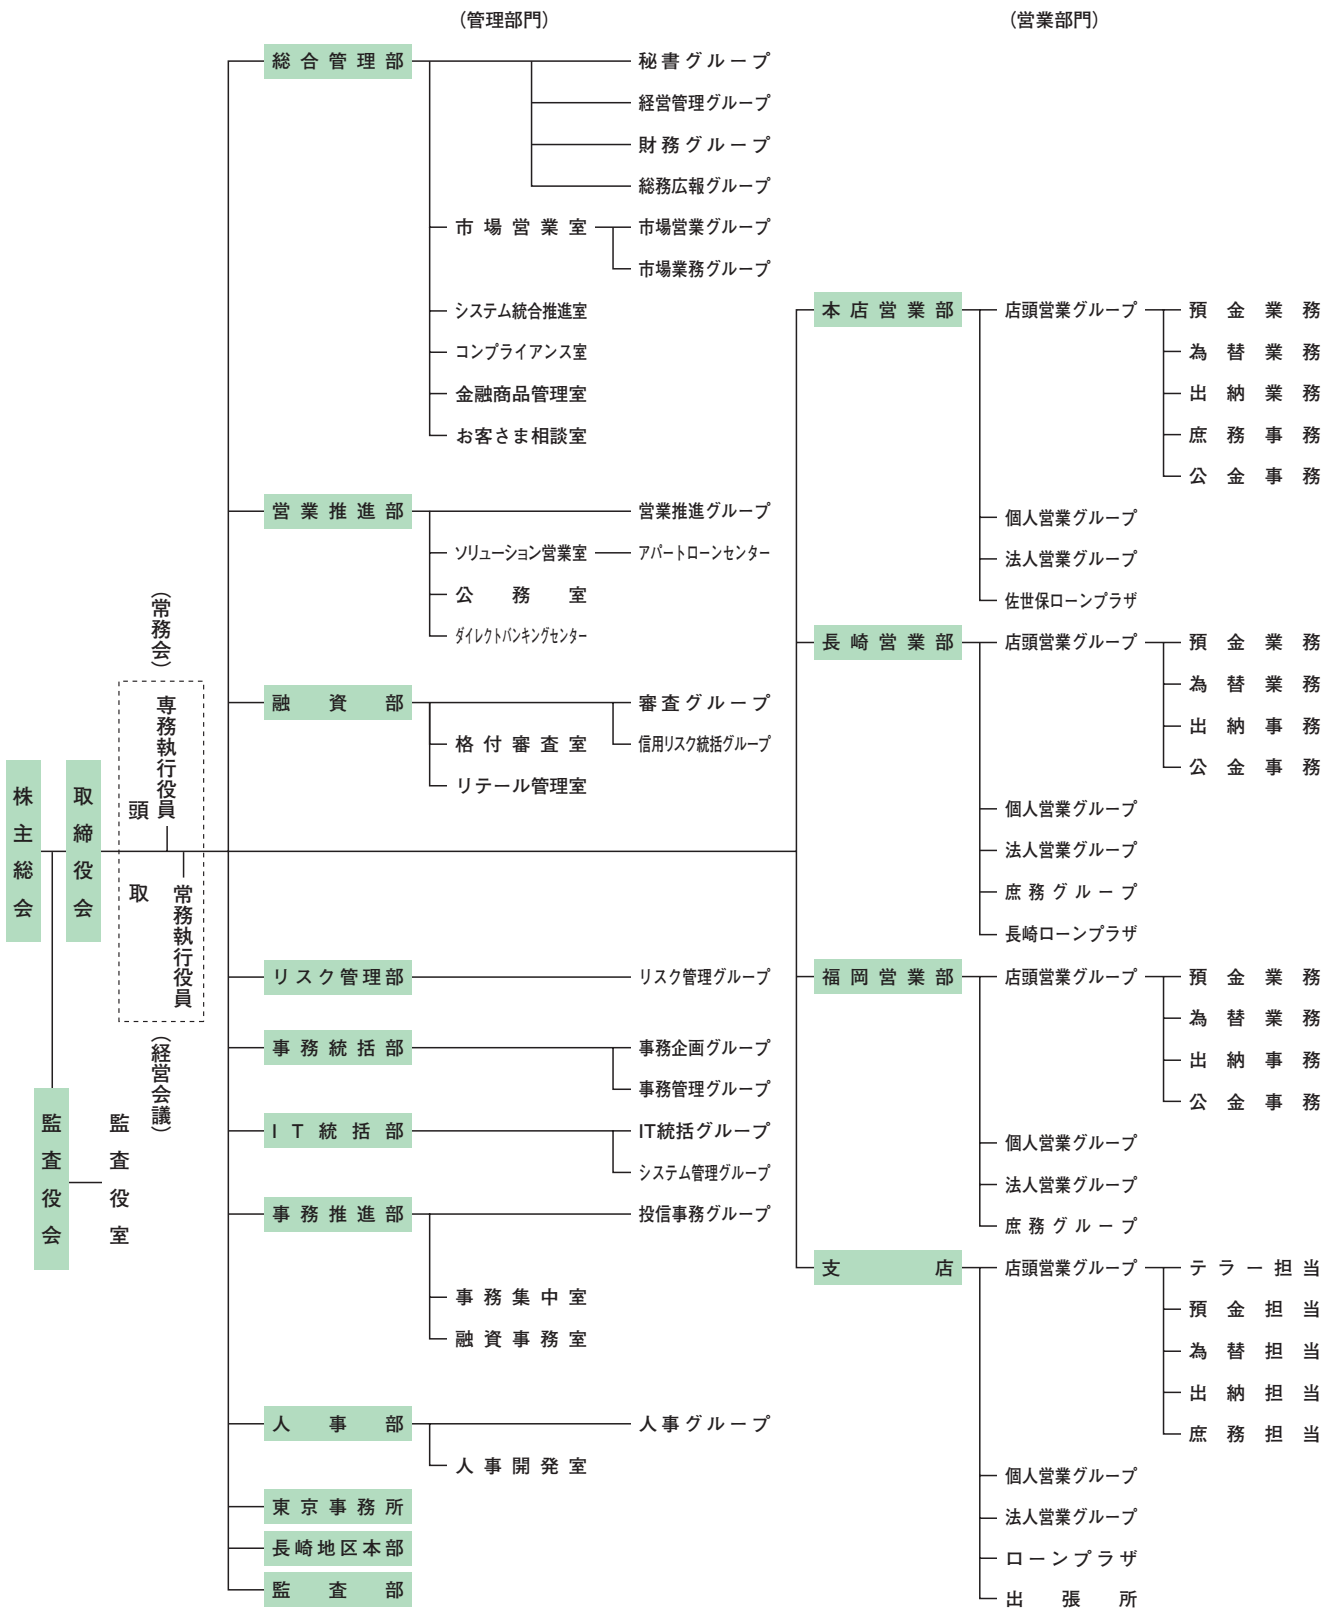 （管理部門）
（営業部門）
株主総会
取締役会
監査役会
監査役室
（常務会）
専務執行役員
頭取
常務執行役員
（経営会議）
総合管理部
秘書グループ
経営管理グループ
財務グループ
総務広報グループ
市場営業室
市場営業グループ
市場業務グループ
システム統合推進室
コンプライアンス室
金融商品管理室
お客さま相談室
営業推進部
営業推進グループ
ソリューション営業室
アパートローンセンター
公務室
ダイレクトバンキングセンター
融資部
審査グループ
信用リスク統括グループ
格付審査室
リテール管理室
リスク管理部
リスク管理グループ
事務統括部
事務企画グループ
事務管理グループ
IT統括部
IT統括グループ
システム管理グループ
事務推進部
投信事務グループ
事務集中室
融資事務室
人事部
人事グループ
人事開発室
東京事務所
長崎地区本部
監査部
本店営業部
店頭営業グループ
預金業務
為替業務
出納業務
庶務事務
公金事務
個人営業グループ
法人営業グループ
佐世保ローンプラザ
長崎営業部
店頭営業グループ
預金業務
為替業務
出納事務
公金事務
個人営業グループ
法人営業グループ
庶務グループ
長崎ローンプラザ
福岡営業部
店頭営業グループ
預金業務
為替業務
出納事務
公金事務
個人営業グループ
法人営業グループ
庶務グループ
支店
店頭営業グループ
テラー担当
預金担当
為替担当
出納担当
庶務担当
個人営業グループ
法人営業グループ
ローンプラザ
出張所